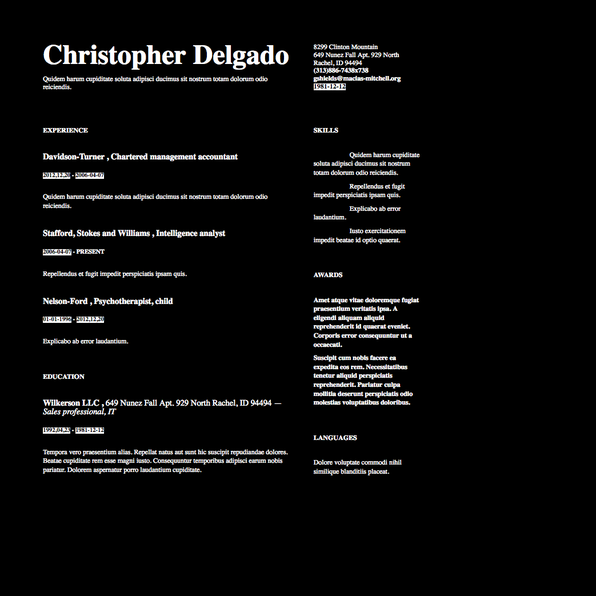 Christopher Delgado
Quidem harum cupiditate soluta adipisci ducimus sit nostrum totam dolorum odio
reiciendis.
8299 Clinton Mountain
649 Nunez Fall Apt. 929 North
Rachel, ID 94494
(313)886-7438x738
gshields@macias-mitchell.org
1981-12-12
EXPERIENCE
Davidson-Turner , Chartered management accountant
2012.12.20 - 2006-04-07
Quidem harum cupiditate soluta adipisci ducimus sit nostrum totam dolorum odio
reiciendis.
Stafford, Stokes and Williams , Intelligence analyst
2006-04-07 - PRESENT
Repellendus et fugit impedit perspiciatis ipsam quis.
Nelson-Ford , Psychotherapist, child
01-01-1996 - 2012.12.20
Explicabo ab error laudantium.
EDUCATION
Wilkerson LLC , 649 Nunez Fall Apt. 929 North Rachel, ID 94494 —
Sales professional, IT
1992.04.23 - 1981-12-12
Tempora vero praesentium alias. Repellat natus aut sunt hic suscipit repudiandae dolores.
Beatae cupiditate rem esse magni iusto. Consequuntur temporibus adipisci earum nobis
pariatur. Dolorem aspernatur porro laudantium cupiditate.
SKILLS
Quidem harum cupiditate
soluta adipisci ducimus sit nostrum
totam dolorum odio reiciendis.
Repellendus et fugit
impedit perspiciatis ipsam quis.
Explicabo ab error
laudantium.
Iusto exercitationem
impedit beatae id optio quaerat.
AWARDS
Amet atque vitae doloremque fugiat
praesentium veritatis ipsa. A
eligendi aliquam aliquid
reprehenderit id quaerat eveniet.
Corporis error consequuntur ut a
occaecati.
Suscipit cum nobis facere ea
expedita eos rem. Necessitatibus
tenetur aliquid perspiciatis
reprehenderit. Pariatur culpa
mollitia deserunt perspiciatis odio
molestias voluptatibus doloribus.
LANGUAGES
Dolore voluptate commodi nihil
similique blanditiis placeat.